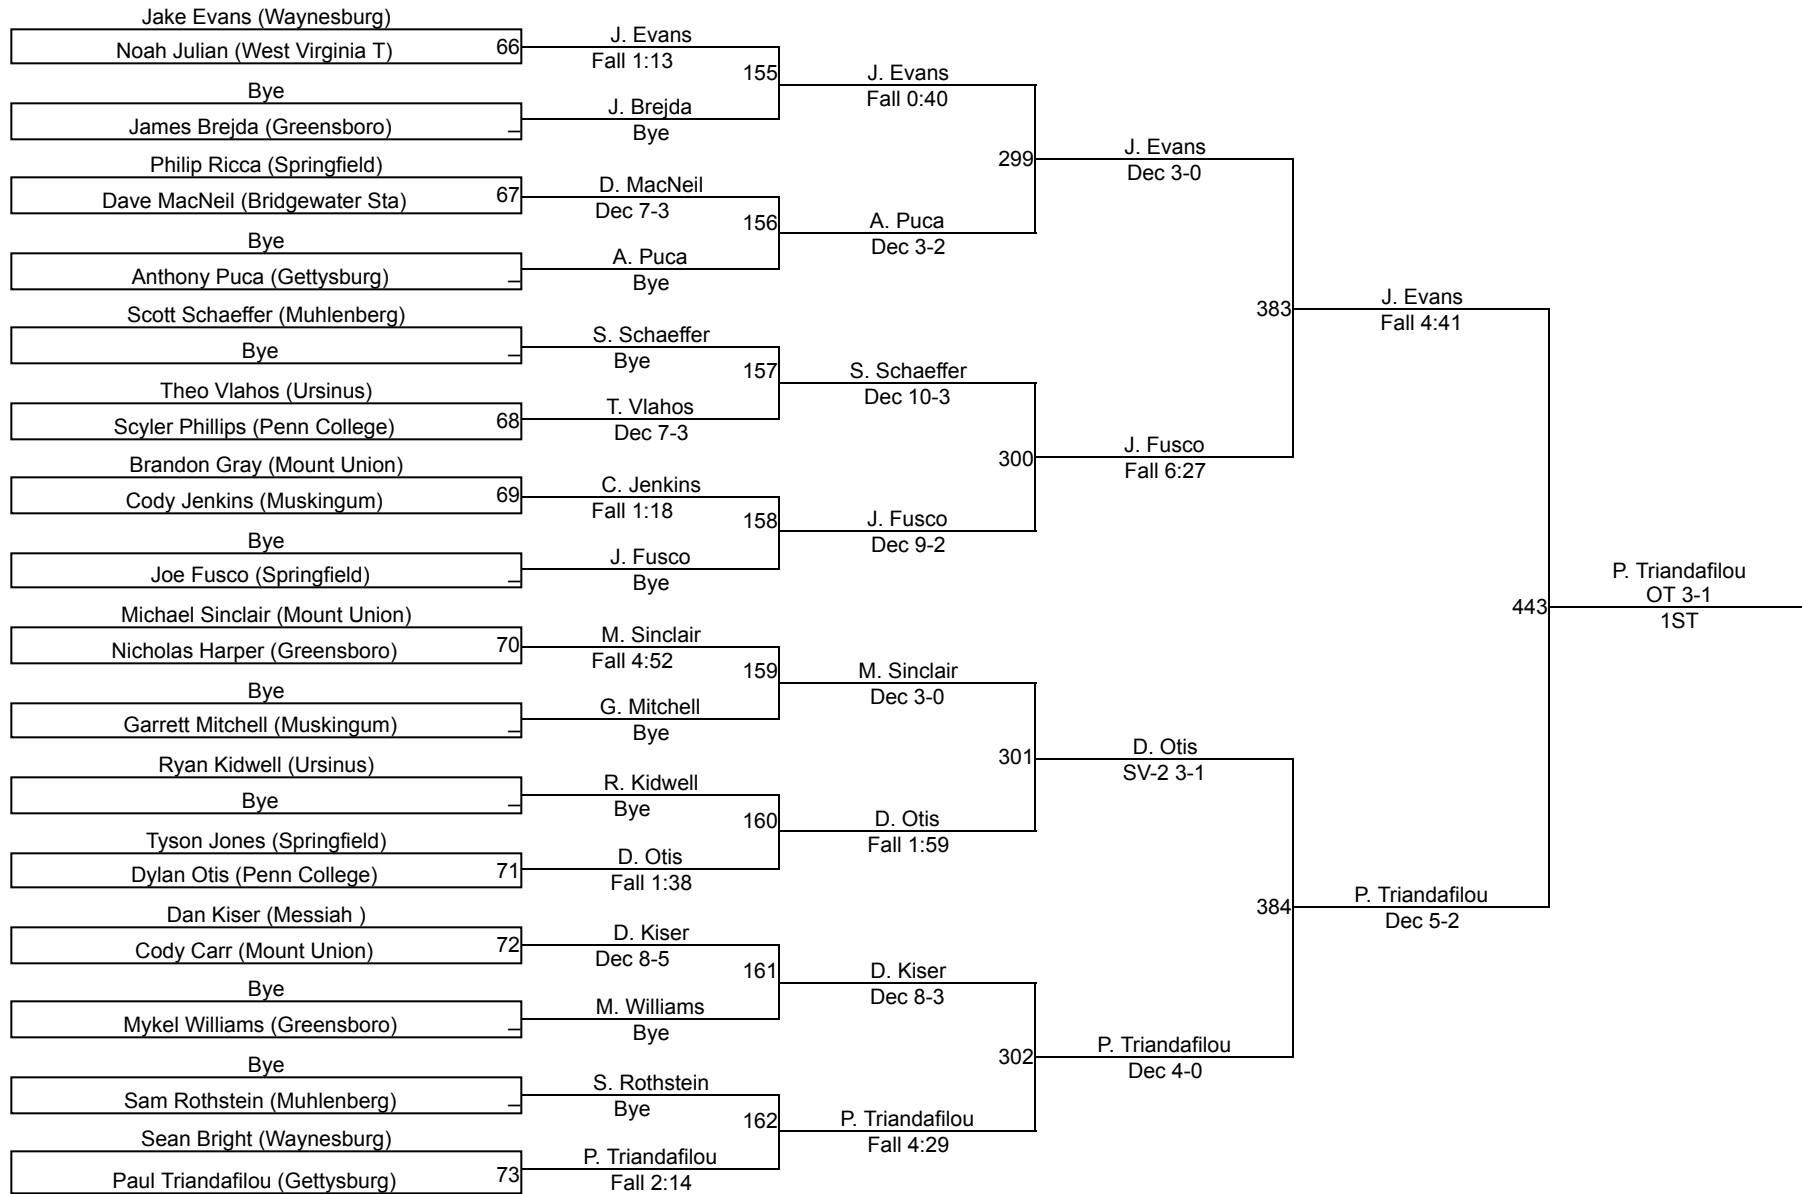 Jake Evans (Waynesburg)
Noah Julian (West Virginia T) 66
Bye
James Brejda (Greensboro) _
Philip Ricca (Springfield)
Dave MacNeil (Bridgewater Sta) 67
Bye
Anthony Puca (Gettysburg) _
Scott Schaeffer (Muhlenberg)
Bye _
Theo Vlahos (Ursinus)
Scyler Phillips (Penn College) 68
Brandon Gray (Mount Union)
Cody Jenkins (Muskingum) 69
Bye
Joe Fusco (Springfield) _
Michael Sinclair (Mount Union)
Nicholas Harper (Greensboro) 70
Bye
Garrett Mitchell (Muskingum) _
Ryan Kidwell (Ursinus)
Bye _
Tyson Jones (Springfield)
Dylan Otis (Penn College) 71
Dan Kiser (Messiah )
Cody Carr (Mount Union) 72
Bye
Mykel Williams (Greensboro) _
Bye
Sam Rothstein (Muhlenberg) _
Sean Bright (Waynesburg)
Paul Triandafilou (Gettysburg) 73
J. Evans
Fall 1:13
155
J. Brejda
Bye
D. MacNeil
Dec 7-3
156
A. Puca
Bye
S. Schaeffer
Bye
157
T. Vlahos
Dec 7-3
C. Jenkins
Fall 1:18
158
J. Fusco
Bye
M. Sinclair
Fall 4:52
159
G. Mitchell
Bye
R. Kidwell
Bye
160
D. Otis
Fall 1:38
D. Kiser
Dec 8-5
161
M. Williams
Bye
S. Rothstein
Bye
162
P. Triandafilou
Fall 2:14
J. Evans
Fall 0:40
299
A. Puca
Dec 3-2
S. Schaeffer
Dec 10-3
300
J. Fusco
Dec 9-2
M. Sinclair
Dec 3-0
301
D. Otis
Fall 1:59
D. Kiser
Dec 8-3
302
P. Triandafilou
Fall 4:29
J. Evans
Dec 3-0
383
J. Fusco
Fall 6:27
D. Otis
SV-2 3-1
384
P. Triandafilou
Dec 4-0
J. Evans
Fall 4:41
443
P. Triandafilou
Dec 5-2
P. Triandafilou
OT 3-1
1ST